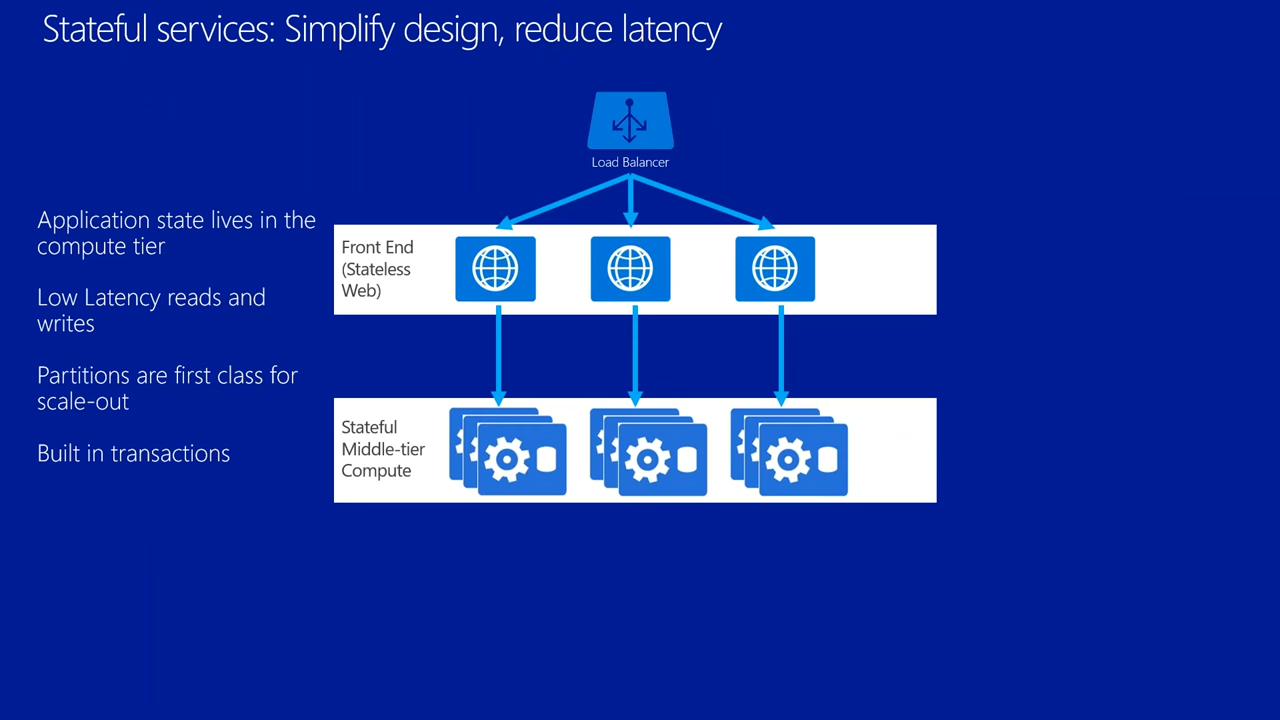 Stateful services: Simplify design, reduce latency
Load Balancer
Application state lives in the
compute tier
Low Latency reads and
writes
Partitions are first class for
scale-out
Built in transactions
Front End
(Stateless
Web)
Stateful
Middle-tier
Compute